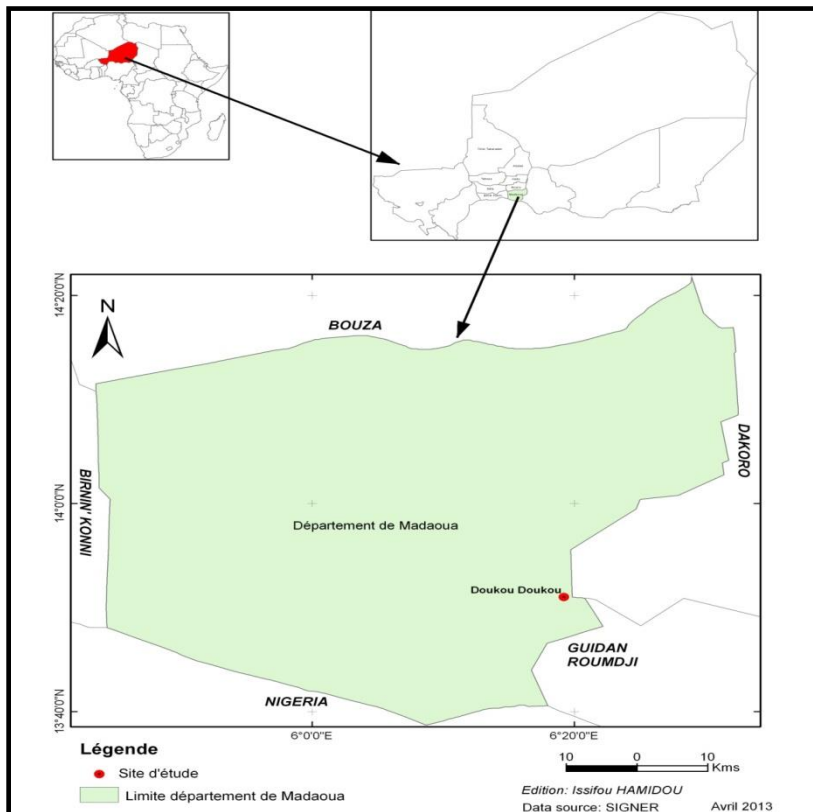 N
14°20'0"N
BOUZA
BIRNIN' KONNI
DAKORO
14°0'0"N
Département de Madaoua
Doukou Doukou
GUIDAN
ROUMDJI
NIGERIA
13°40'0"N
6°0'0"E
6°20'0"E
Légende
Site d'étude
Limite département de Madaoua
10 0 10
Kms
Edition: Issifou HAMIDOU
Data source: SIGNER
Avril 2013